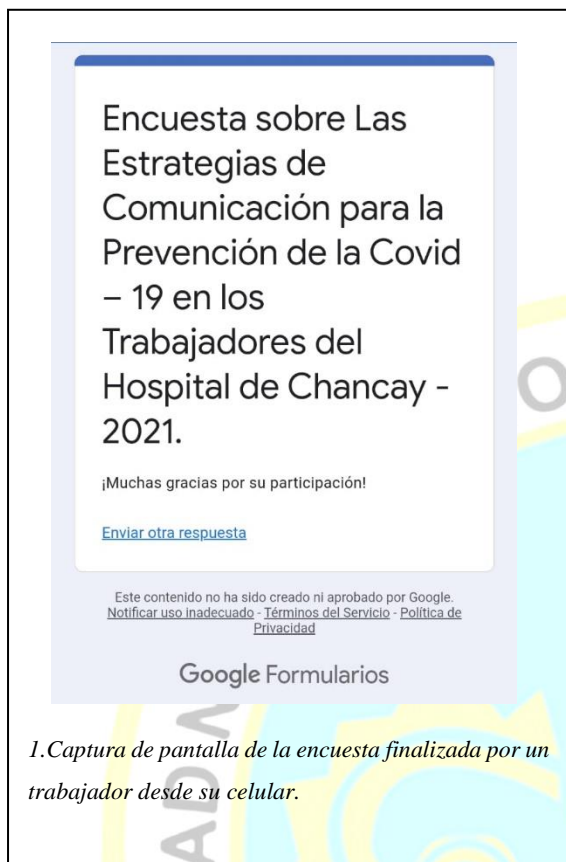 Encuesta sobre Las
Estrategias de
Comunicación para la
Prevención de la Covid
– 19 en los
Trabajadores del
Hospital de Chancay -
2021.
¡Muchas gracias por su participación!
Enviar otra respuesta
Este contenido no ha sido creado ni aprobado por Google.
Notificar uso inadecuado - Términos del Servicio - Política de
Privacidad
Google Formularios
1.Captura de pantalla de la encuesta finalizada por un
trabajador desde su celular.